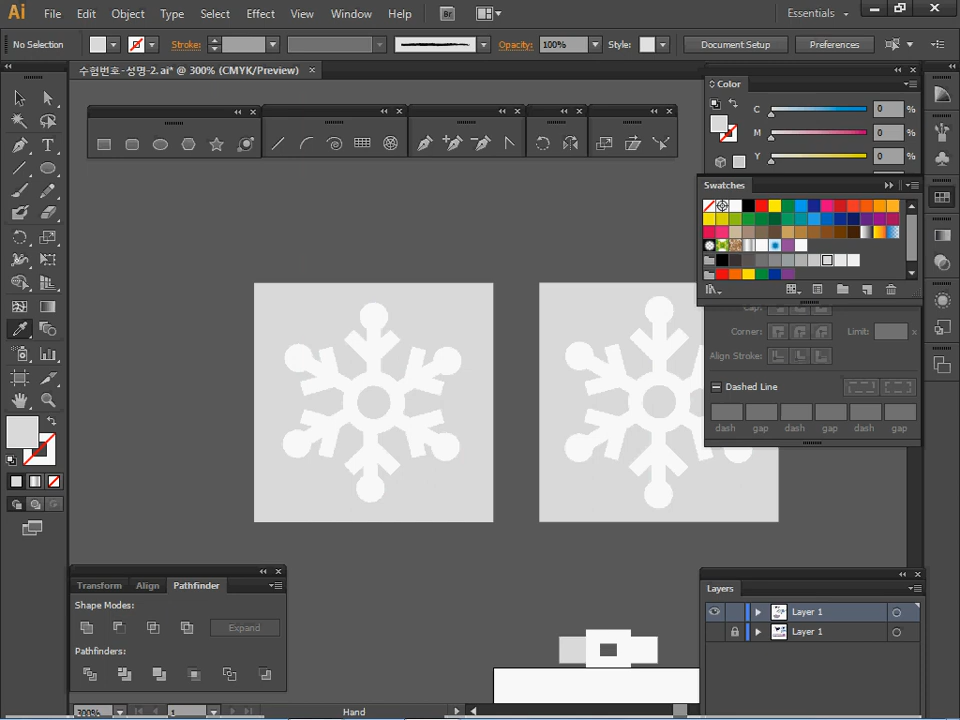 Ai File Edit Object Type Select Effect View Window Help Br Essentials
No Selection Stroke: Opacity: 100% Style: Document Setup Preferences
수험번호-성명-2.ai* @ 300% (CMYK/Preview)
Color
C 0 %
M 0 %
Y 0 %
Swatches
Cap:
Corner: Limit: x
Align Stroke:
Dashed Line
dash gap dash gap dash gap
Transform Align Pathfinder
Shape Modes:
Expand
Pathfinders:
Layers
Layer 1
Layer 1
300% 1 Hand